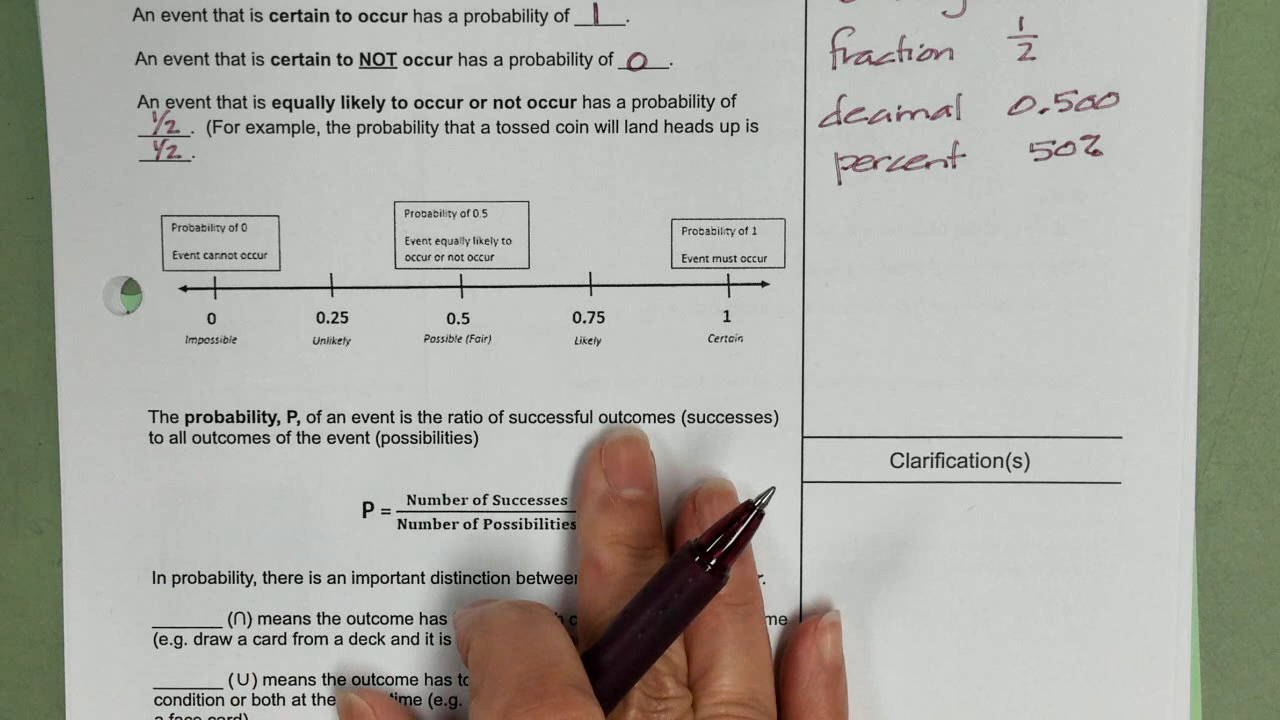 An event that is certain to occur has a probability of 1.
An event that is certain to NOT occur has a probability of 0.
An event that is equally likely to occur or not occur has a probability of
1/2. (For example, the probability that a tossed coin will land heads up is
1/2.
fraction 1/2
decimal 0.500
percent 50%
Probability of 0
Event cannot occur
Probability of 0.5
Event equally likely to
occur or not occur
Probability of 1
Event must occur
0 0.25 0.5 0.75 1
Impossible Unlikely Possible (Fair) Likely Certain
The probability, P, of an event is the ratio of successful outcomes (successes)
to all outcomes of the event (possibilities)
P = Number of Successes
Number of Possibilities
In probability, there is an important distinction between
______ (∩) means the outcome has
(e.g. draw a card from a deck and it is
______ (∪) means the outcome has to
condition or both at the time (e.g.
a face card)
Clarification(s)